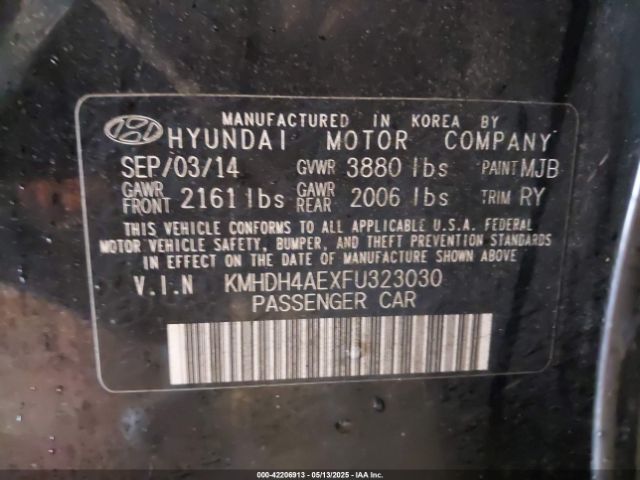 MANUFACTURED IN KOREA BY
HYUNDAI MOTOR COMPANY
SEP/03/14 GVWR 3880 lbs PAINT MJB
GAWR FRONT 2161 lbs GAWR REAR 2006 lbs TRIM RY
THIS VEHICLE CONFORMS TO ALL APPLICABLE U.S.A. FEDERAL
MOTOR VEHICLE SAFETY, BUMPER, AND THEFT PREVENTION STANDARDS
IN EFFECT ON THE DATE OF MANUFACTURE SHOWN ABOVE
V.I.N KMHDH4AEXFU323030
PASSENGER CAR
000-42206913 - 05/13/2025 - IAAI.com